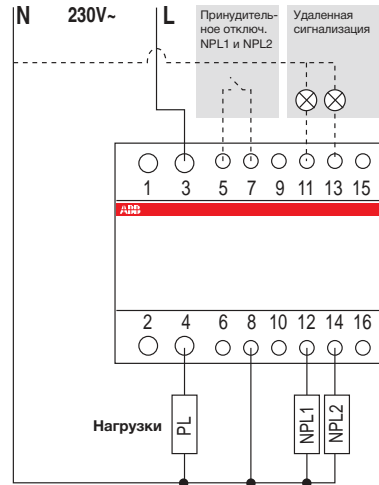 N 230V~ L
Принудитель-
ное отключ.
NPL1 и NPL2
Удаленная
сигнализация
1 3 5 7 9 11 13 15
ABB
2 4 6 8 10 12 14 16
Нагрузки
PL
NPL1
NPL2